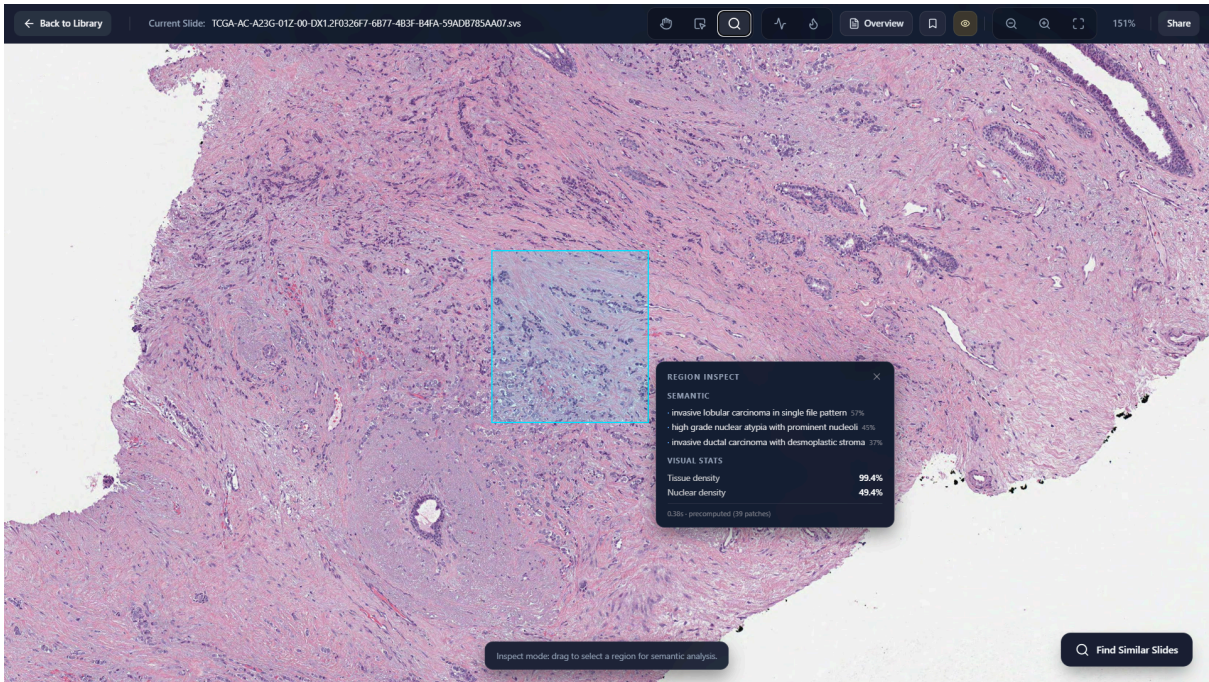 ← Back to Library
Current Slide: TCGA-AC-A23G-01Z-00-DX1.2F0326F7-6B77-4B3F-B4FA-59ADB785AA07.svs
Overview
151%
Share
REGION INSPECT
SEMANTIC
· invasive lobular carcinoma in single file pattern 57%
· high grade nuclear atypia with prominent nucleoli 45%
· invasive ductal carcinoma with desmoplastic stroma 37%
VISUAL STATS
Tissue density 99.4%
Nuclear density 49.4%
0.38s · precomputed (39 patches)
Inspect mode: drag to select a region for semantic analysis.
Find Similar Slides